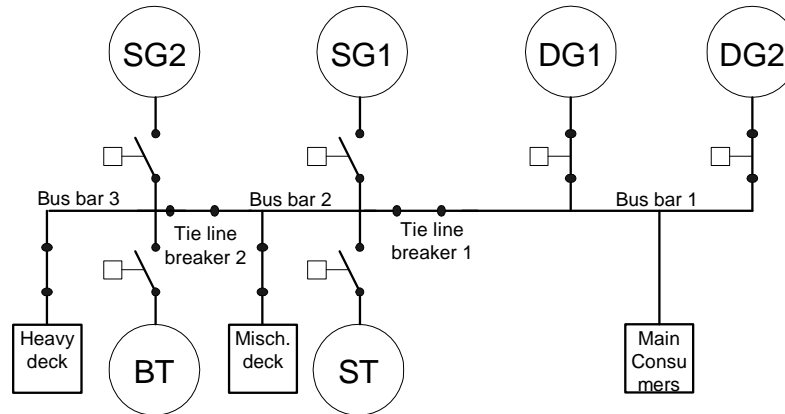 SG2
SG1
DG1
DG2
Bus bar 3
Bus bar 2
Bus bar 1
Tie line
breaker 2
Tie line
breaker 1
Heavy
deck
BT
Misch.
deck
ST
Main
Consu
mers